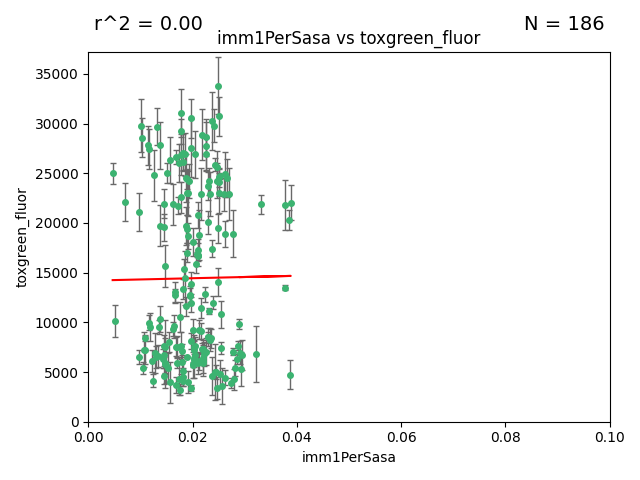 r^2 = 0.00
N = 186
imm1PerSasa vs toxgreen_fluor
35000
30000
25000
20000
15000
10000
5000
0
toxgreen_fluor
0.00 0.02 0.04 0.06 0.08 0.10
imm1PerSasa